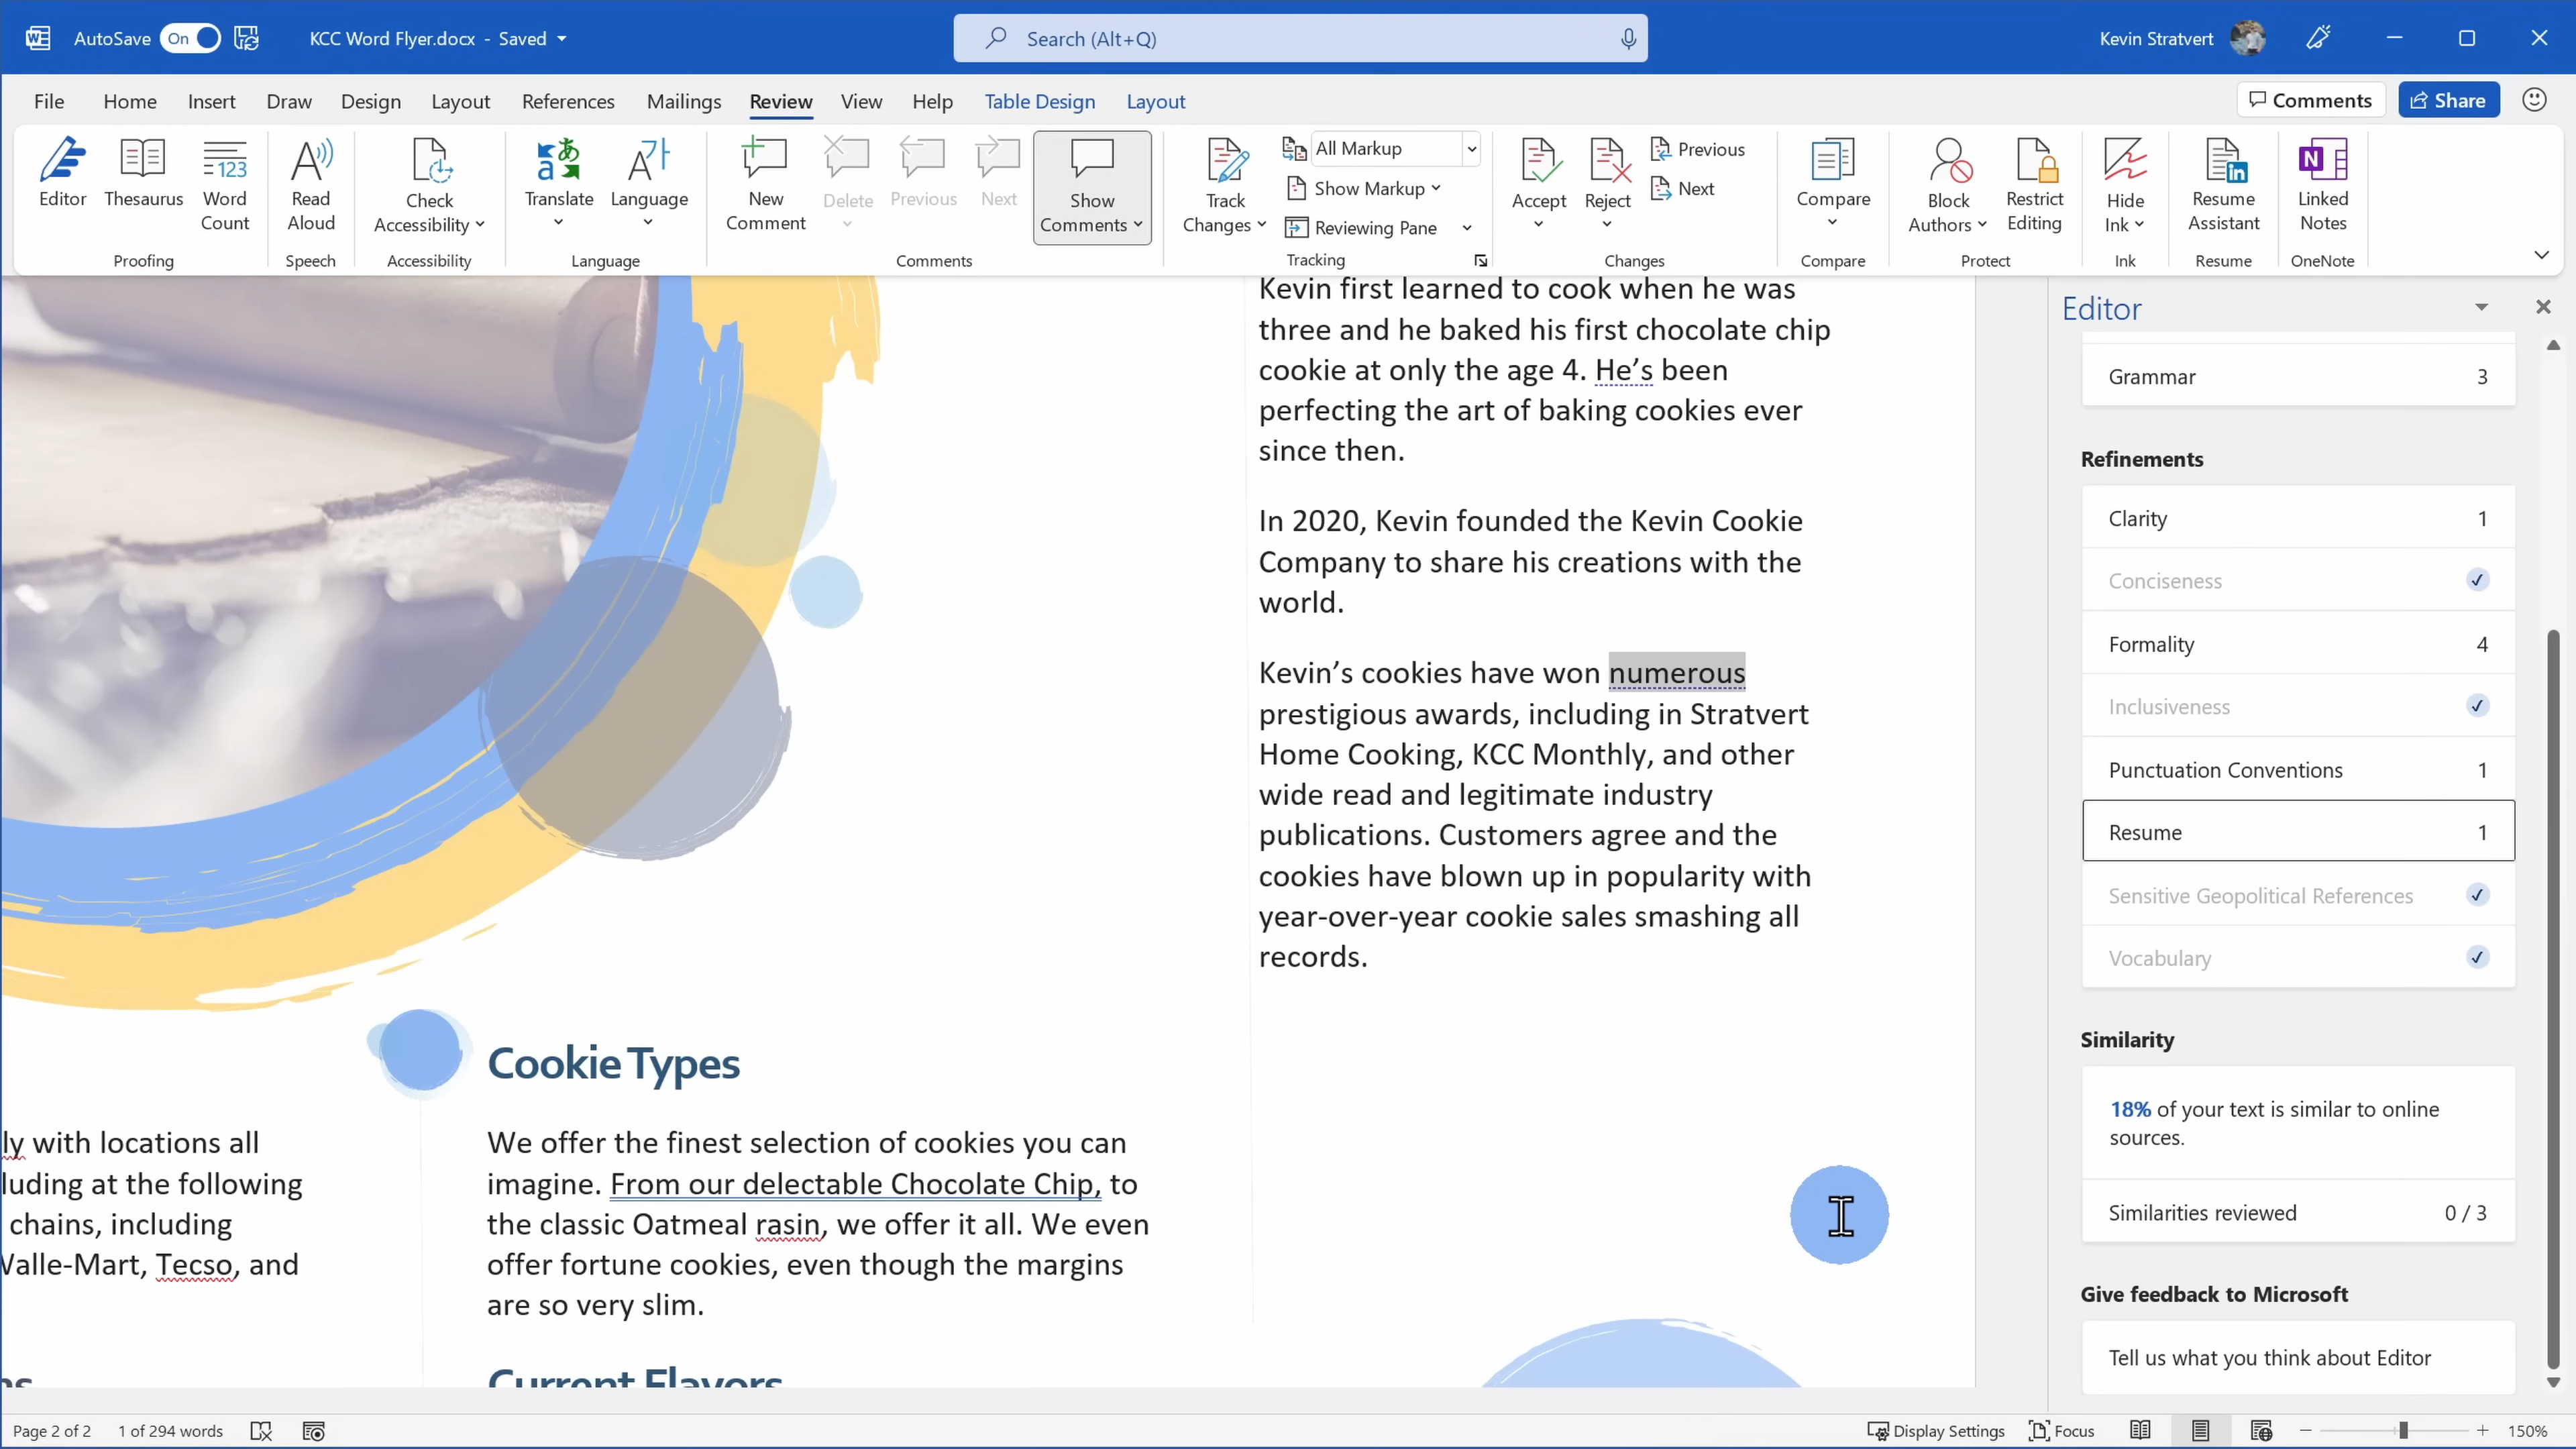 AutoSave On KCC Word Flyer.docx - Saved Search (Alt+Q) Kevin Stratvert
File Home Insert Draw Design Layout References Mailings Review View Help Table Design Layout Comments Share
Editor Thesaurus Word Count
Proofing
Read Aloud
Speech
Check Accessibility
Accessibility
Translate Language
Language
New Comment Delete Previous Next Show Comments
Comments
Track Changes All Markup
Show Markup
Reviewing Pane
Tracking
Accept Reject Previous
Next
Changes
Compare
Compare
Block Authors Restrict Editing
Protect
Hide Ink
Ink
Resume Assistant
Resume
Linked Notes
OneNote
Kevin first learned to cook when he was
three and he baked his first chocolate chip
cookie at only the age 4. He’s been
perfecting the art of baking cookies ever
since then.
In 2020, Kevin founded the Kevin Cookie
Company to share his creations with the
world.
Kevin’s cookies have won numerous
prestigious awards, including in Stratvert
Home Cooking, KCC Monthly, and other
wide read and legitimate industry
publications. Customers agree and the
cookies have blown up in popularity with
year-over-year cookie sales smashing all
records.
ly with locations all
luding at the following
chains, including
Valle-Mart, Tecso, and
Cookie Types
We offer the finest selection of cookies you can
imagine. From our delectable Chocolate Chip, to
the classic Oatmeal rasin, we offer it all. We even
offer fortune cookies, even though the margins
are so very slim.
Current Flavors
Editor
Grammar 3
Refinements
Clarity 1
Conciseness
Formality 4
Inclusiveness
Punctuation Conventions 1
Resume 1
Sensitive Geopolitical References
Vocabulary
Similarity
18% of your text is similar to online
sources.
Similarities reviewed 0 / 3
Give feedback to Microsoft
Tell us what you think about Editor
Page 2 of 2 1 of 294 words Display Settings Focus 150%